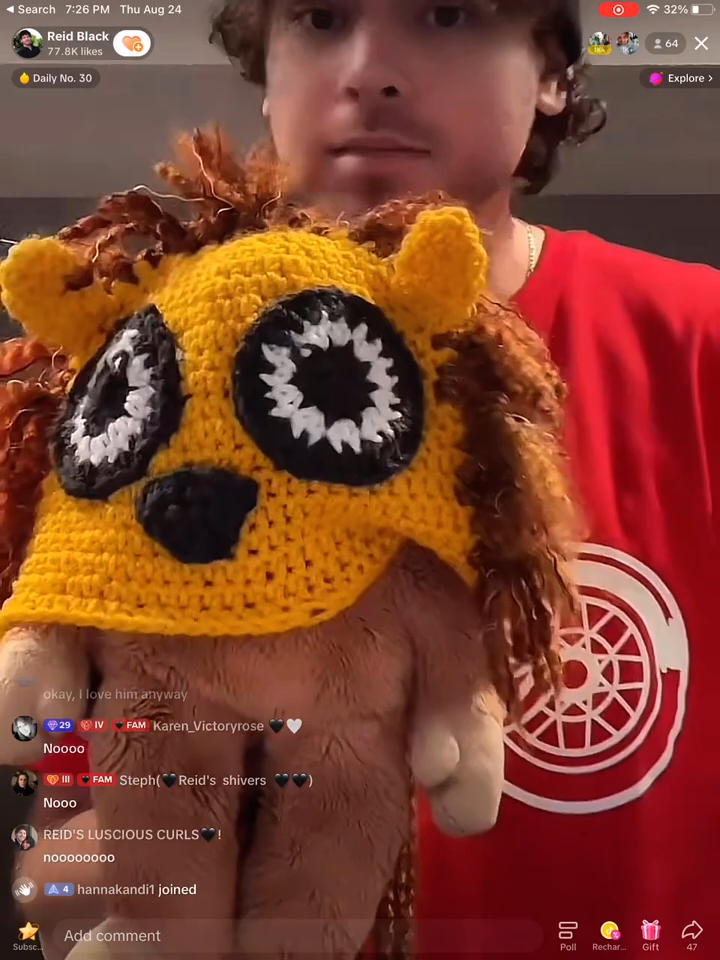 Search 7:26 PM Thu Aug 24 32%
Reid Black
77.8K likes
64
Daily No. 30
Explore >
okay, I love him anyway
29 IV FAM Karen_Victoryrose🖤🤍
Noooo
III FAM Steph(🖤Reid's shivers 🖤🖤)
Nooo
REID'S LUSCIOUS CURLS🖤!
noooooooo
4 hannakandi1 joined
Subsc...
Add comment
Poll
Rechar...
Gift
47